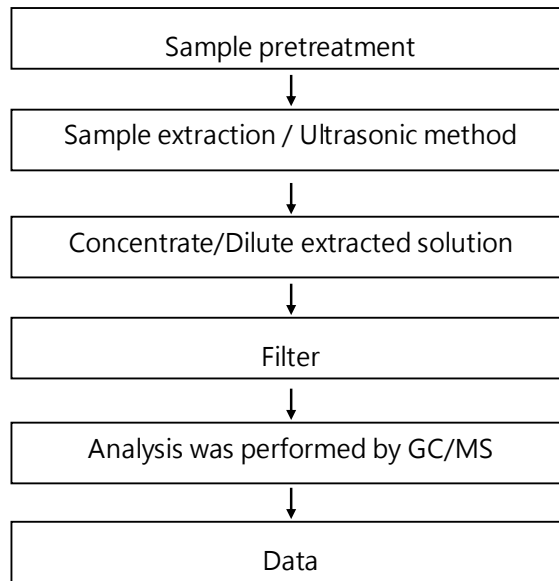 Sample pretreatment
Sample extraction / Ultrasonic method
Concentrate/Dilute extracted solution
Filter
Analysis was performed by GC/MS
Data